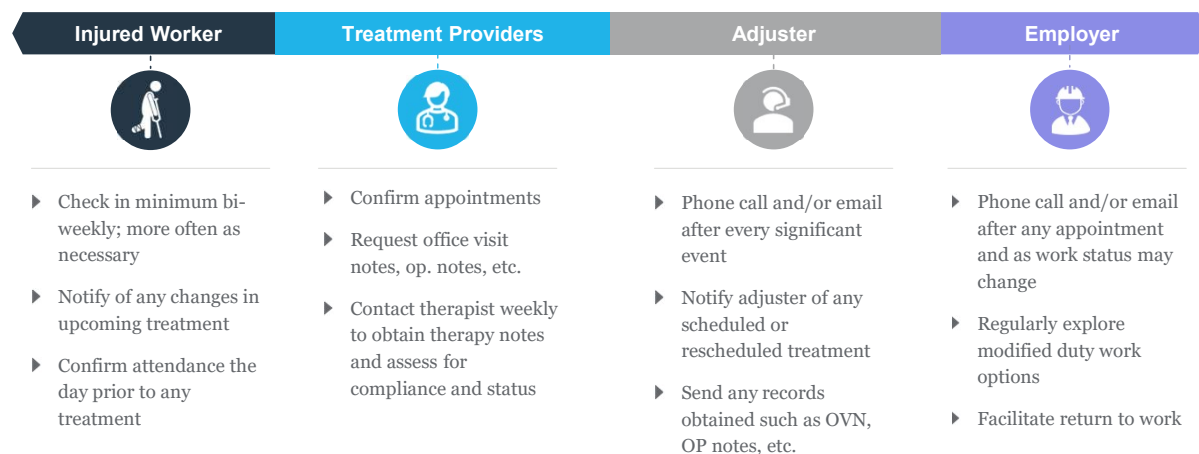 Injured Worker
Treatment Providers
Adjuster
Employer
Check in minimum bi-
weekly; more often as
necessary
Notify of any changes in
upcoming treatment
Confirm attendance the
day prior to any
treatment
Confirm appointments
Request office visit
notes, op. notes, etc.
Contact therapist weekly
to obtain therapy notes
and assess for
compliance and status
Phone call and/or email
after every significant
event
Notify adjuster of any
scheduled or
rescheduled treatment
Send any records
obtained such as OVN,
OP notes, etc.
Phone call and/or email
after any appointment
and as work status may
change
Regularly explore
modified duty work
options
Facilitate return to work